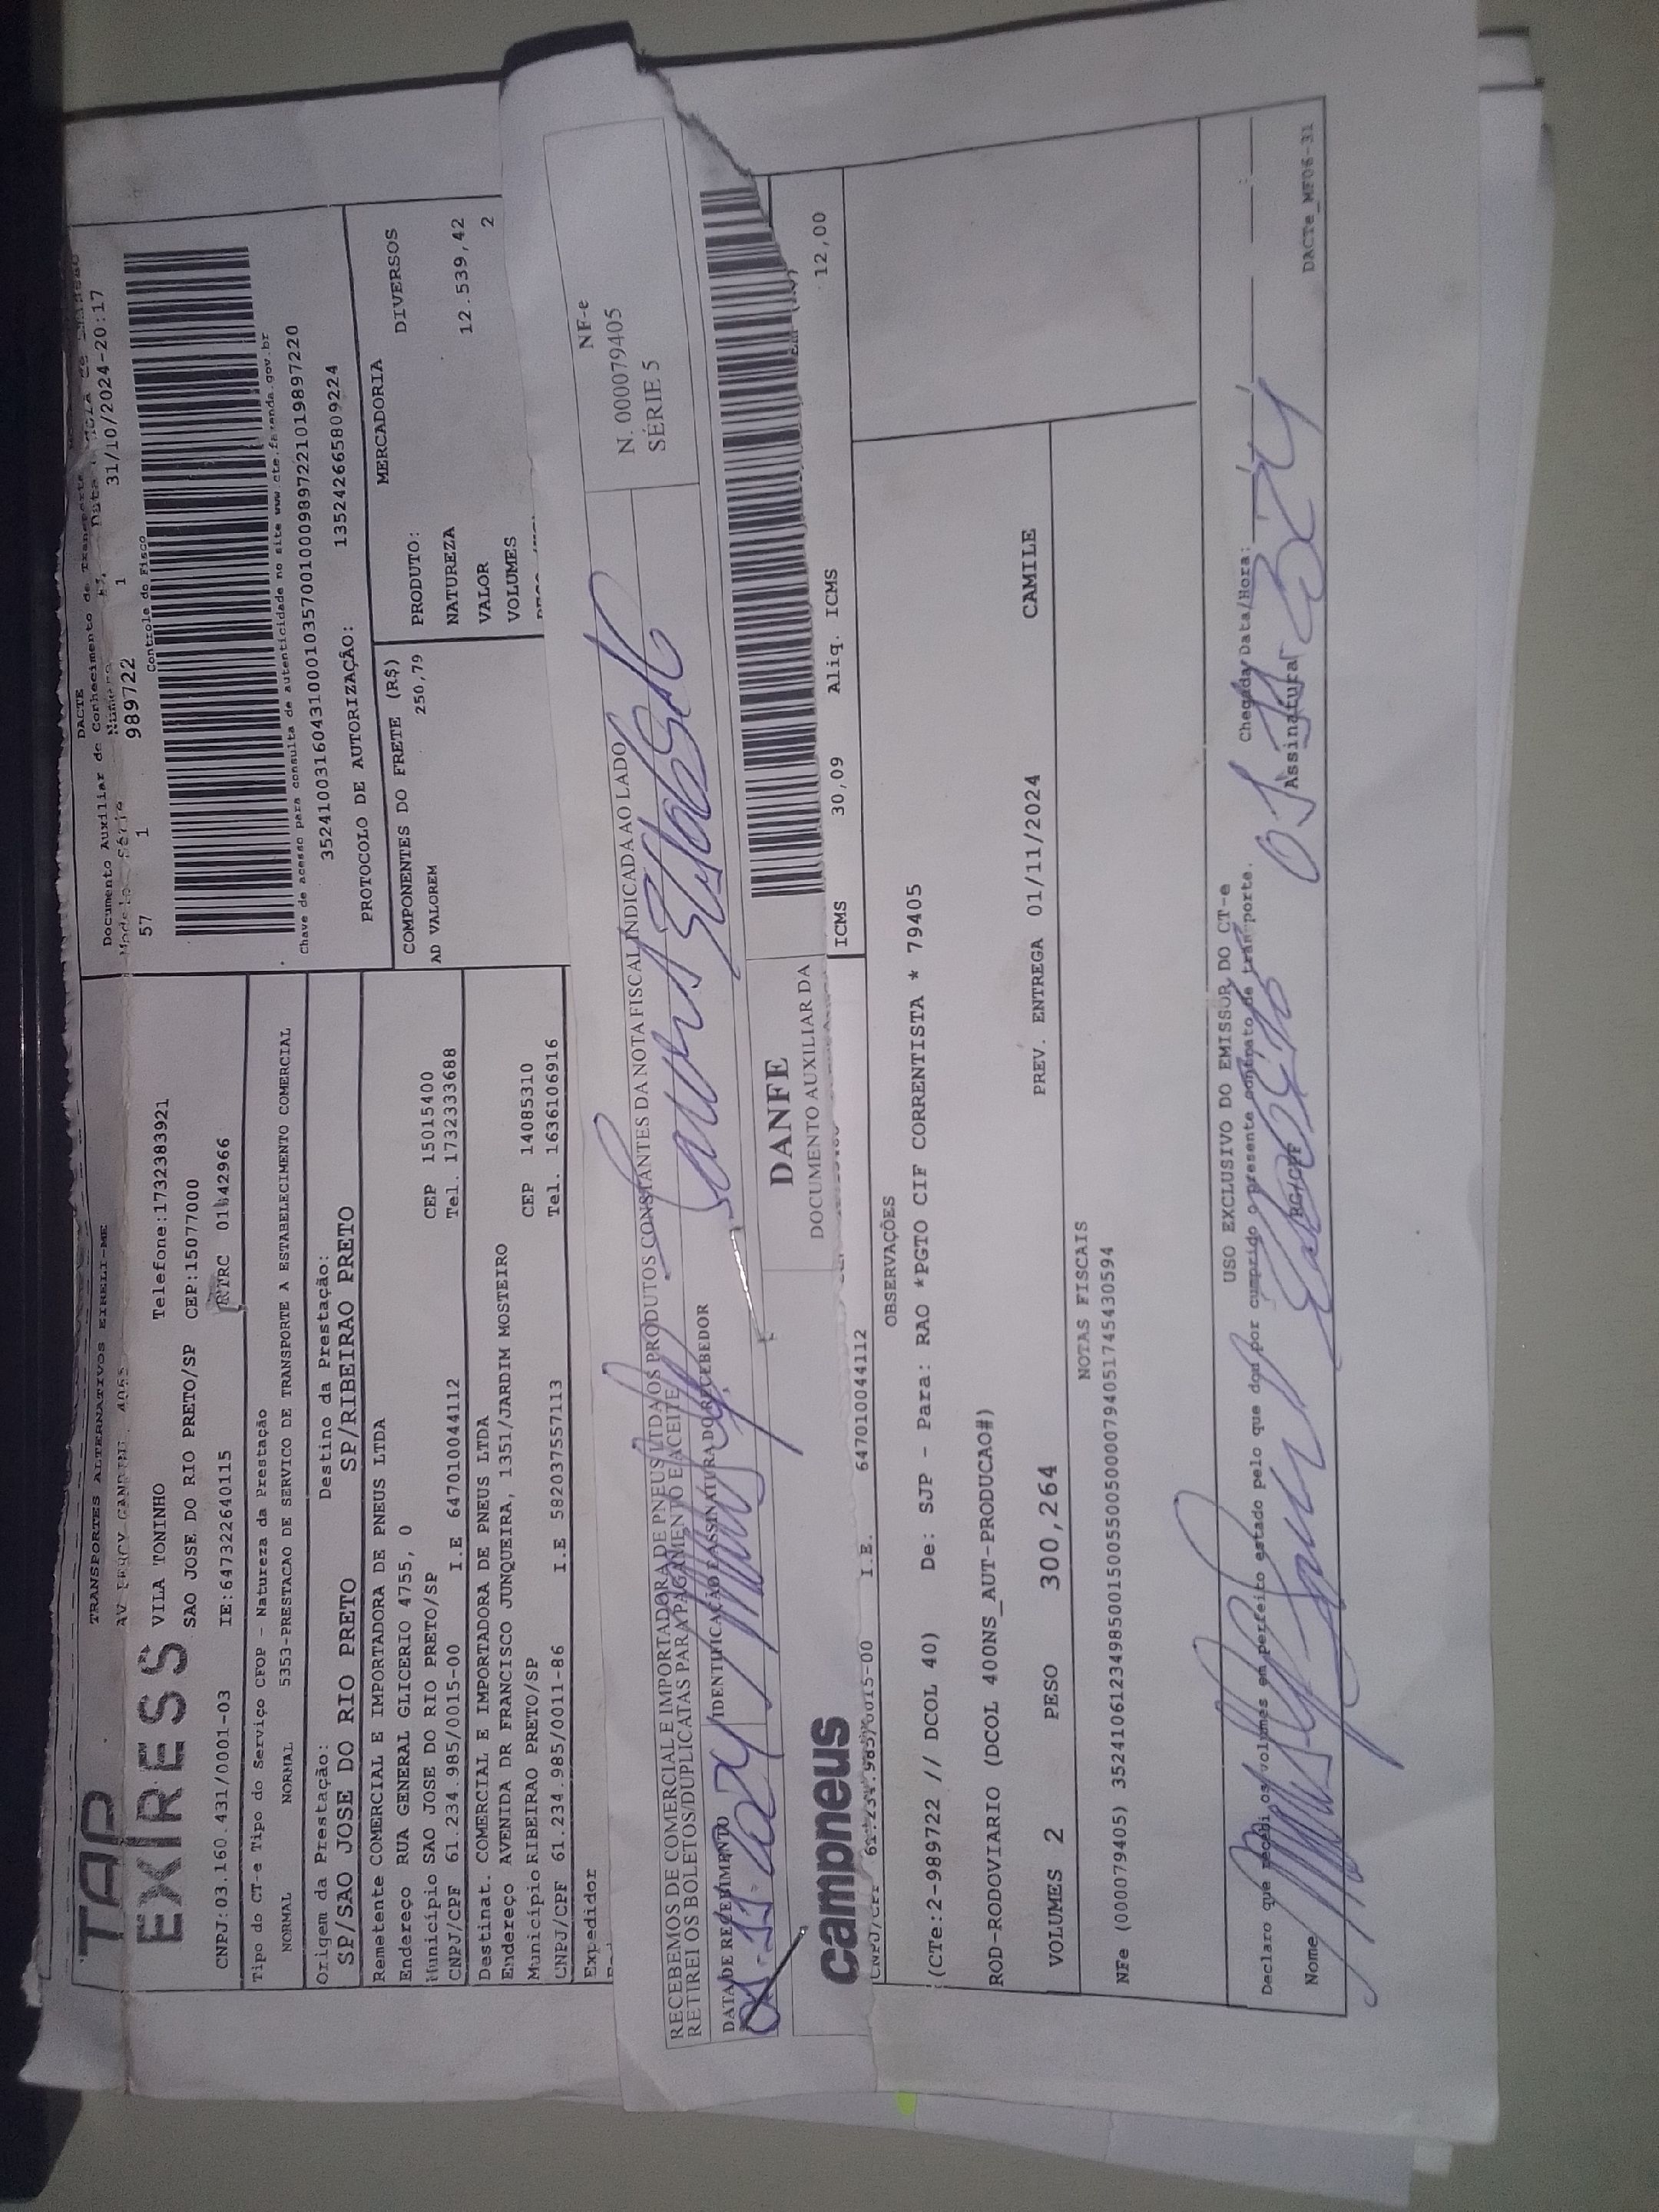 TAP
EXPRESS
TRANSPORTES ALTERNATIVOS EIRELI-ME
VILA TONINHO Telefone:1732383921
SAO JOSE DO RIO PRETO/SP CEP:15077000
CNPJ:03.160.431/0001-03 IE:647322640115 RNTRC
DACTE
Documento Auxiliar de Conhecimento de Transporte
Modelo Série Número
57 1 989722 1 31/10/2024-20:17
Controle do Fisco
Chave de acesso para consulta de autenticidade no site www.cte.fazenda.gov.br
35241003160431000103570010009897221019897220
PROTOCOLO DE AUTORIZAÇÃO: 135242665809224
Tipo do CT-e Tipo do Serviço CFOP - Natureza da Prestação
NORMAL NORMAL 5353-PRESTACAO DE SERVICO DE TRANSPORTE A ESTABELECIMENTO COMERCIAL
Origem da Prestação: Destino da Prestação:
SP/SAO JOSE DO RIO PRETO SP/RIBEIRAO PRETO
Remetente COMERCIAL E IMPORTADORA DE PNEUS LTDA
Endereço RUA GENERAL GLICERIO 4755, 0 CEP 15015400
Município SAO JOSE DO RIO PRETO/SP Tel. 1732333688
CNPJ/CPF 61.234.985/0015-00 I.E 647010044112
Destinat. COMERCIAL E IMPORTADORA DE PNEUS LTDA
Endereço AVENIDA DR FRANCISCO JUNQUEIRA, 1351/JARDIM MOSTEIRO
Município RIBEIRAO PRETO/SP CEP 14085310
CNPJ/CPF 61.234.985/0011-86 I.E 582037557113 Tel. 1636106916
Expedidor
COMPONENTES DO FRETE (R$)
AD VALOREM 250,79
MERCADORIA
PRODUTO: DIVERSOS
NATUREZA
VALOR 12.539,42
VOLUMES 2
RECEBEMOS DE COMERCIAL E IMPORTADORA DE PNEUS LTDA OS PRODUTOS CONSTANTES DA NOTA FISCAL INDICADA AO LADO
RETIREI OS BOLETOS/DUPLICATAS PARA PAGAMENTO E ACEITE
DATA DE RECEBIMENTO IDENTIFICAÇÃO E ASSINATURA DO RECEBEDOR
NF-e
N. 000079405
SÉRIE 5
campneus
DANFE
DOCUMENTO AUXILIAR DA
CNPJ/CPF 61.234.985/0015-00 I.E. 647010044112
ICMS 30,09 Aliq. ICMS 12,00
OBSERVAÇÕES
(CTe:2-989722 // DCOL 40) De: SJP - Para: RAO *PGTO CIF CORRENTISTA * 79405
ROD-RODOVIARIO (DCOL 400NS_AUT-PRODUCAO#)
VOLUMES 2 PESO 300,264 PREV. ENTREGA 01/11/2024 CAMILE
NOTAS FISCAIS
NFe (000079405) 35241061234985001500550050000794051745430594
USO EXCLUSIVO DO EMISSOR DO CT-e
Declaro que recebi os volumes em perfeito estado pelo que dou por cumprido o presente contrato de transporte. Chegada Data/Hora:
Nome RG/CPF Assinatura
DACTe_MF06-31